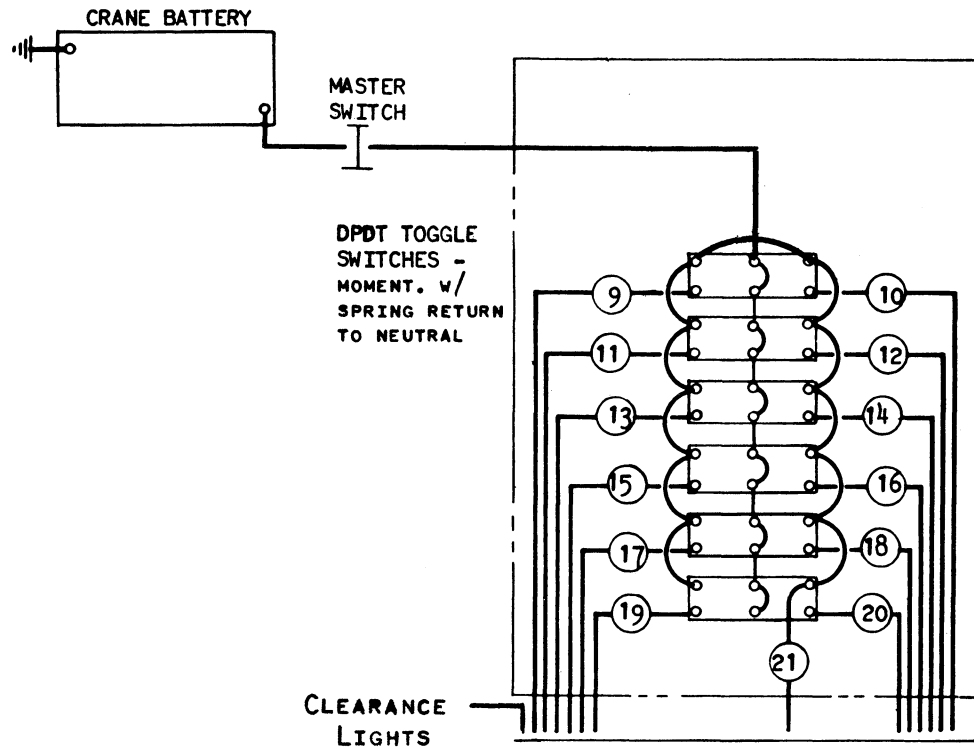 CRANE BATTERY
MASTER
SWITCH
DPDT TOGGLE
SWITCHES -
MOMENT. W/
SPRING RETURN
TO NEUTRAL
9
10
11
12
13
14
15
16
17
18
19
20
21
CLEARANCE
LIGHTS